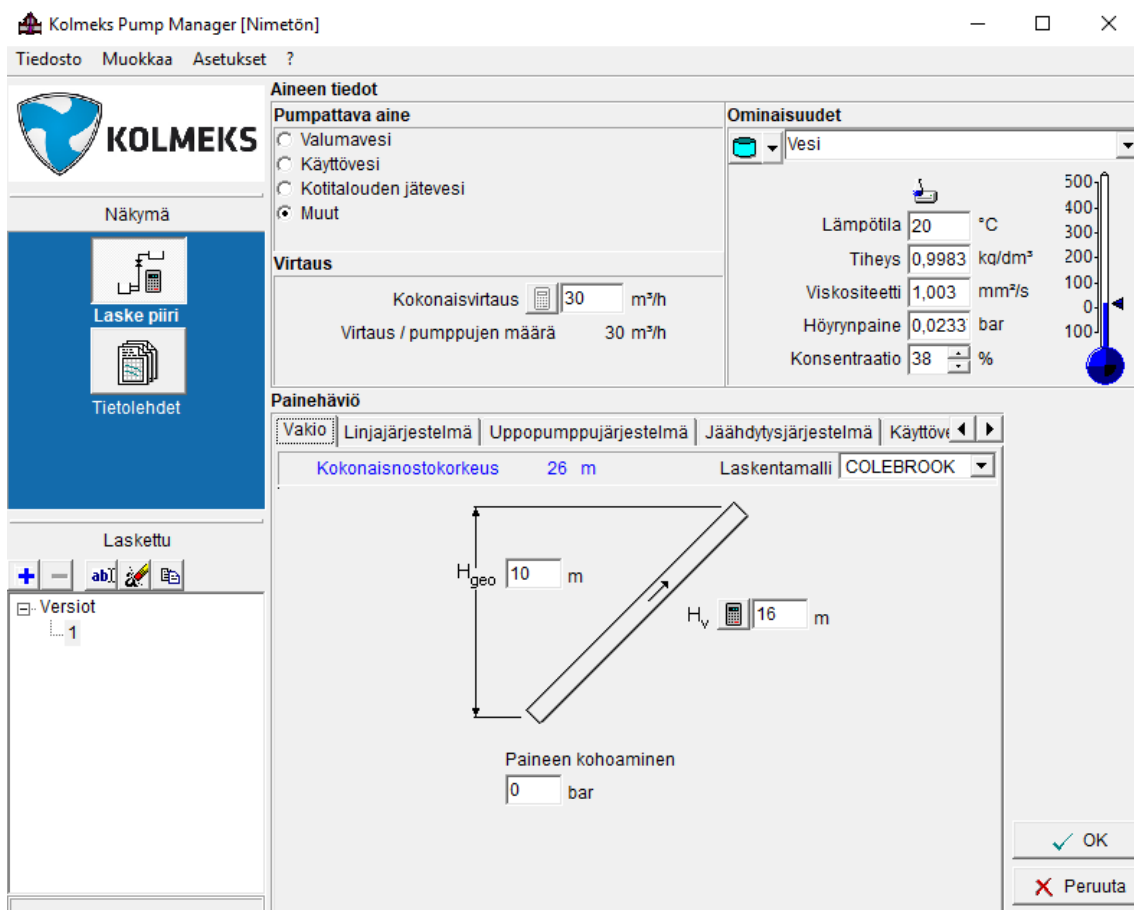 Kolmeks Pump Manager [Nimetön]
Tiedosto Muokkaa Asetukset ?
KOLMEKS
Näkymä
Laske piiri
Tietolehdet
Laskettu
ab
Versiot
1
Aineen tiedot
Pumpattava aine
Valumavesi
Käyttövesi
Kotitalouden jätevesi
Muut
Virtaus
Kokonaisvirtaus 30 m³/h
Virtaus / pumppujen määrä 30 m³/h
Ominaisuudet
Vesi
Lämpötila 20 °C
Tiheys 0,9983 kg/dm³
Viskositeetti 1,003 mm²/s
Höyrynpaine 0,0233 bar
Konsentraatio 38 %
500
400
300
200
100
0
100
Painehäviö
Vakio Linjajärjestelmä Uppopumppujärjestelmä Jäähdytysjärjestelmä
Kokonaisnostokorkeus 26 m Laskentamalli COLEBROOK
Hgeo 10 m
Hv 16 m
Paineen kohoaminen
0 bar
OK
Peruuta